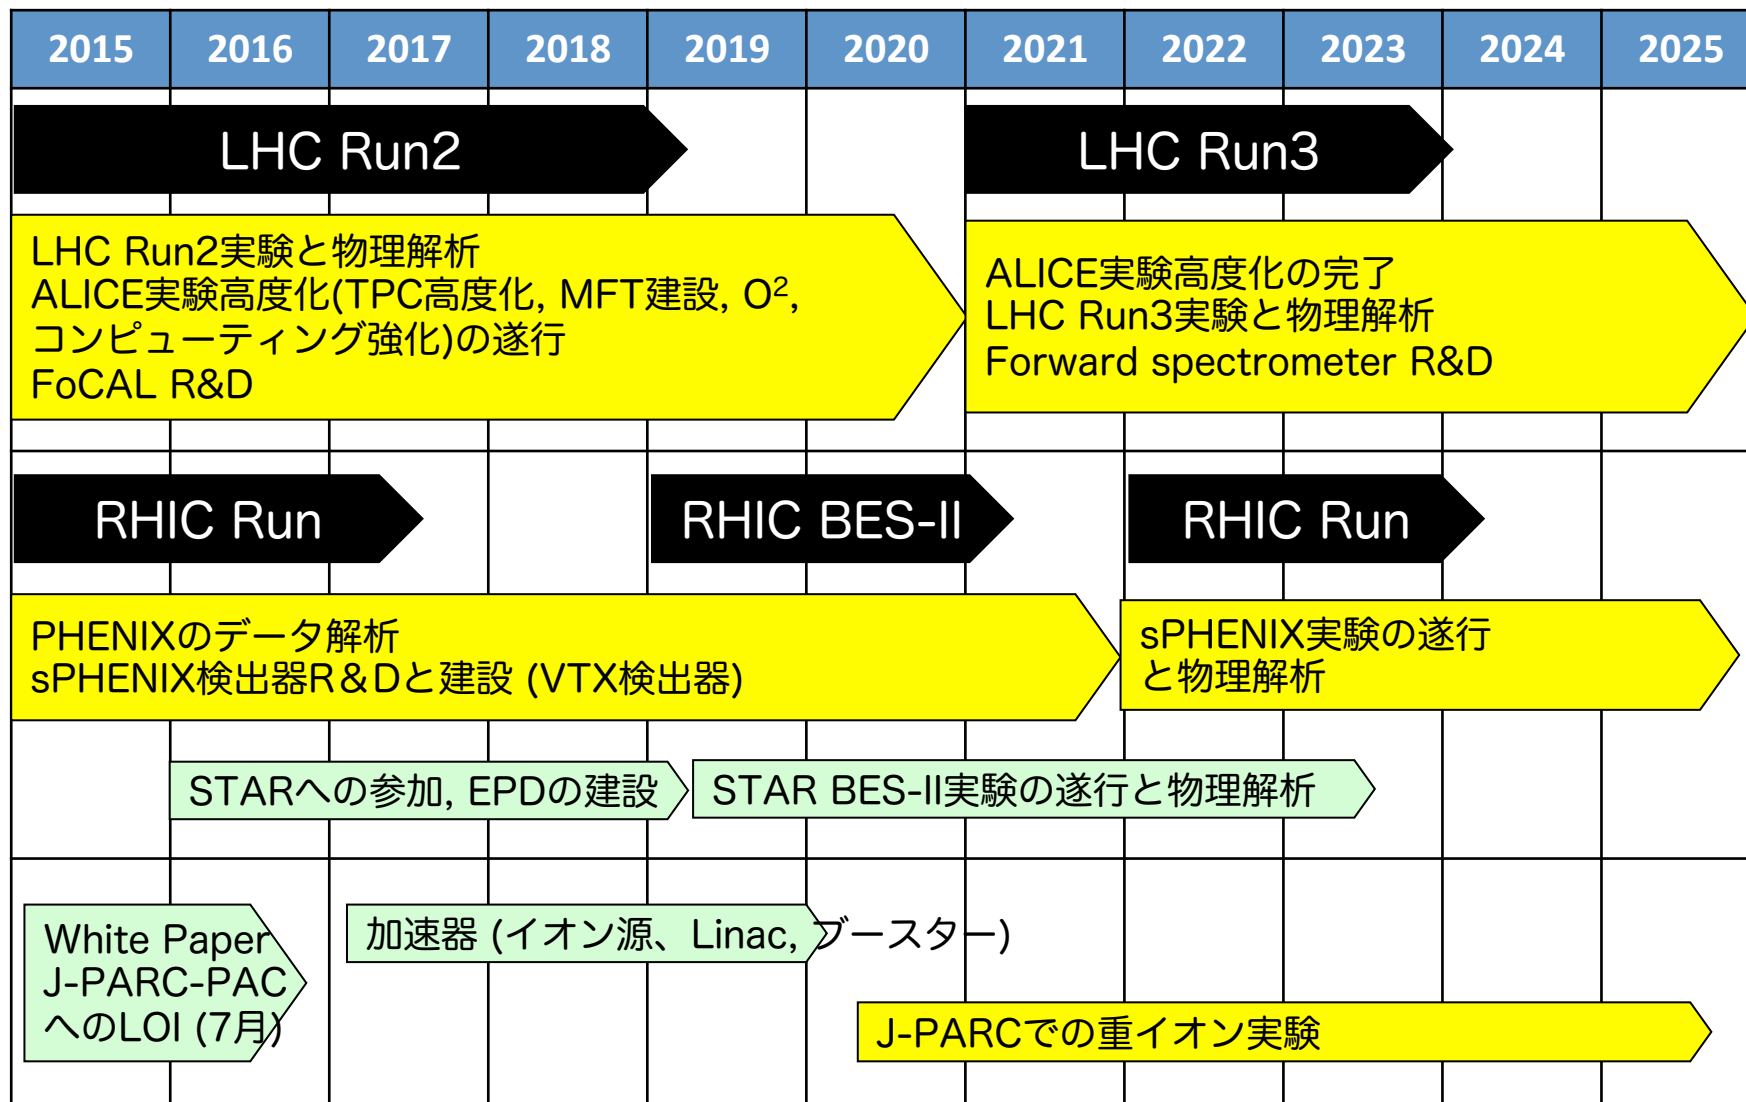 2015 2016 2017 2018 2019 2020 2021 2022 2023 2024 2025
LHC Run2
LHC Run3
LHC Run2実験と物理解析
ALICE実験高度化(TPC高度化, MFT建設, O²,
コンピューティング強化)の遂行
FoCAL R&D
ALICE実験高度化の完了
LHC Run3実験と物理解析
Forward spectrometer R&D
RHIC Run
RHIC BES-II
RHIC Run
PHENIXのデータ解析
sPHENIX検出器R&Dと建設 (VTX検出器)
sPHENIX実験の遂行
と物理解析
STARへの参加, EPDの建設
STAR BES-II実験の遂行と物理解析
White Paper
J-PARC-PAC
へのLOI (7月)
加速器 (イオン源、Linac, ブースター)
J-PARCでの重イオン実験